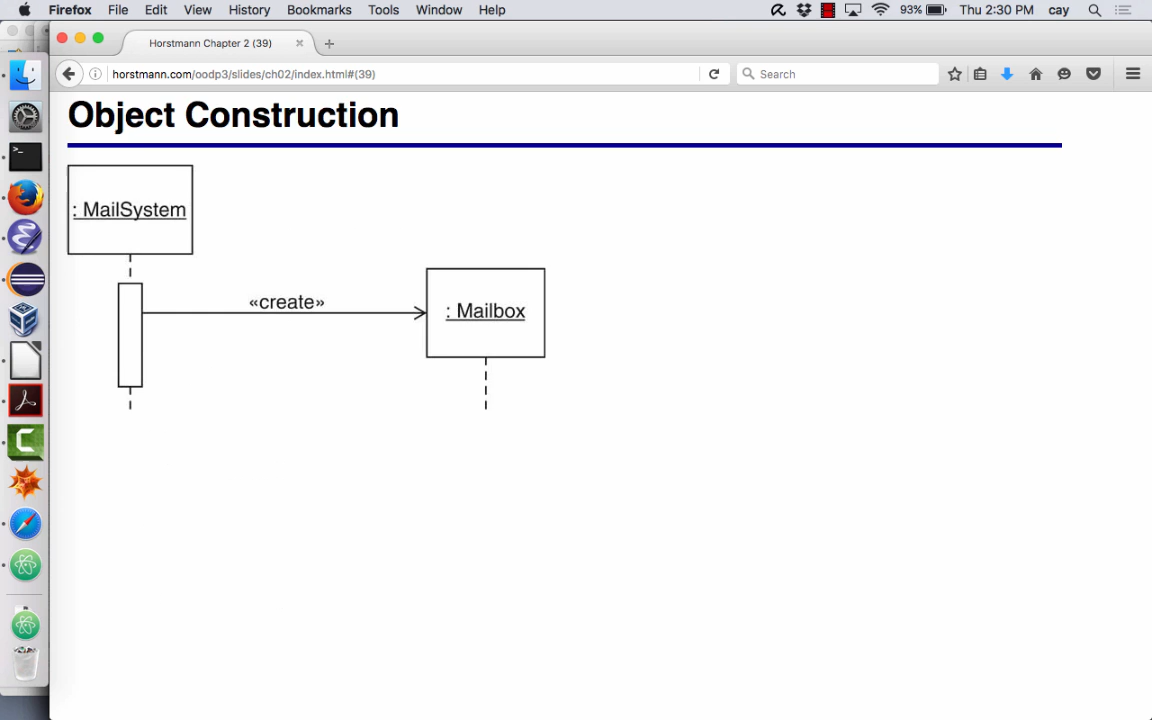 Firefox File Edit View History Bookmarks Tools Window Help 93% Thu 2:30 PM cay
Horstmann Chapter 2 (39)
horstmann.com/oodp3/slides/ch02/index.html#(39) Search
Object Construction
: MailSystem
«create»
: Mailbox